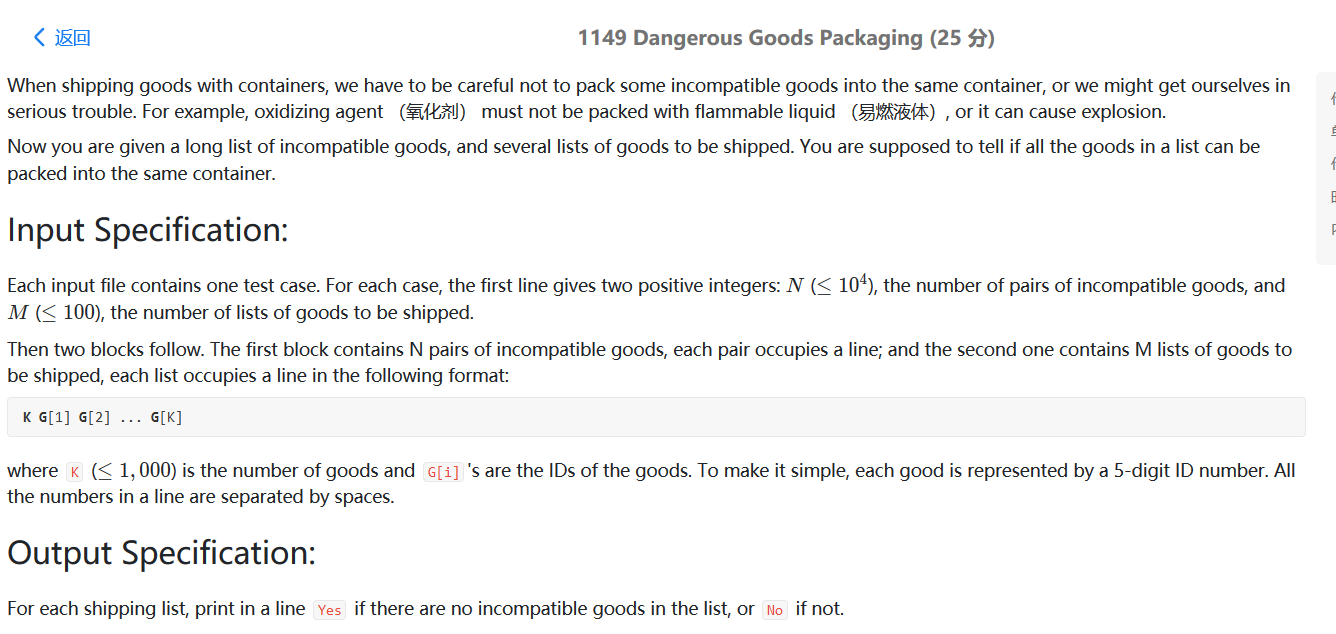 返回
1149 Dangerous Goods Packaging (25 分)
When shipping goods with containers, we have to be careful not to pack some incompatible goods into the same container, or we might get ourselves in
serious trouble. For example, oxidizing agent （氧化剂） must not be packed with flammable liquid （易燃液体）, or it can cause explosion.
Now you are given a long list of incompatible goods, and several lists of goods to be shipped. You are supposed to tell if all the goods in a list can be
packed into the same container.
Input Specification:
Each input file contains one test case. For each case, the first line gives two positive integers: N (≤ 10⁴), the number of pairs of incompatible goods, and
M (≤ 100), the number of lists of goods to be shipped.
Then two blocks follow. The first block contains N pairs of incompatible goods, each pair occupies a line; and the second one contains M lists of goods to
be shipped, each list occupies a line in the following format:
K G[1] G[2] ... G[K]
where K (≤ 1,000) is the number of goods and G[i] 's are the IDs of the goods. To make it simple, each good is represented by a 5-digit ID number. All
the numbers in a line are separated by spaces.
Output Specification:
For each shipping list, print in a line Yes if there are no incompatible goods in the list, or No if not.